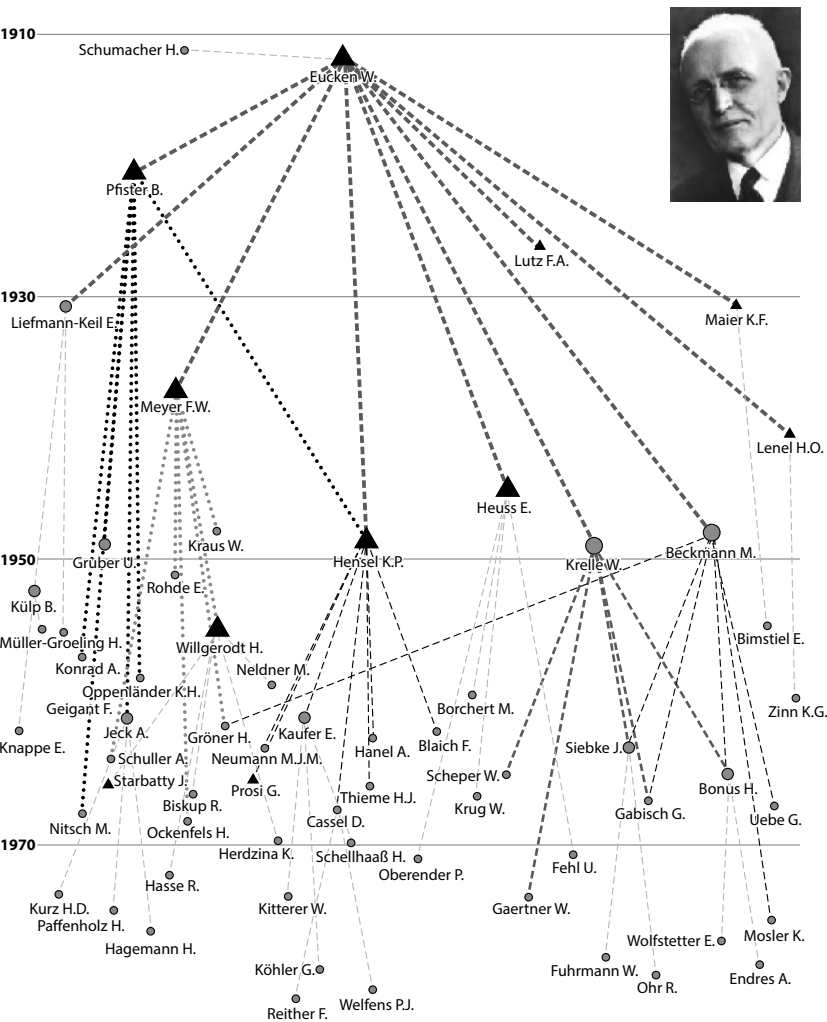 1910
Schumacher H.
Eucken W.
Pfister B.
Lutz F.A.
1930
Liefmann-Keil E.
Maier K.F.
Meyer F.W.
Lenel H.O.
Heuss E.
Kraus W.
Gruber U.
Hensel K.P.
Krelle W.
Beckmann M.
1950
Rohde E.
Külp B.
Müller-Groeling H.
Willgerodt H.
Bimstiel E.
Konrad A.
Neldner M.
Oppenländer K.H.
Geigant F.
Borchert M.
Zinn K.G.
Jeck A.
Gröner H.
Kaufer E.
Knappe E.
Hanel A.
Blaich F.
Siebke J.
Schuller A.
Neumann M.J.M.
Starbatty J.
Prosi G.
Scheper W.
Bonus H.
Biskup R.
Thieme H.J.
Krug W.
Gabisch G.
Uebe G.
Nitsch M.
Ockenfels H.
Cassel D.
1970
Herdzina K.
Schellhaaß H.
Oberender P.
Fehl U.
Hasse R.
Kurz H.D.
Kitterer W.
Gaertner W.
Paffenholz H.
Hagemann H.
Wolfstetter E.
Mosler K.
Köhler G.
Fuhrmann W.
Endres A.
Ohr R.
Reither F.
Welfens P.J.